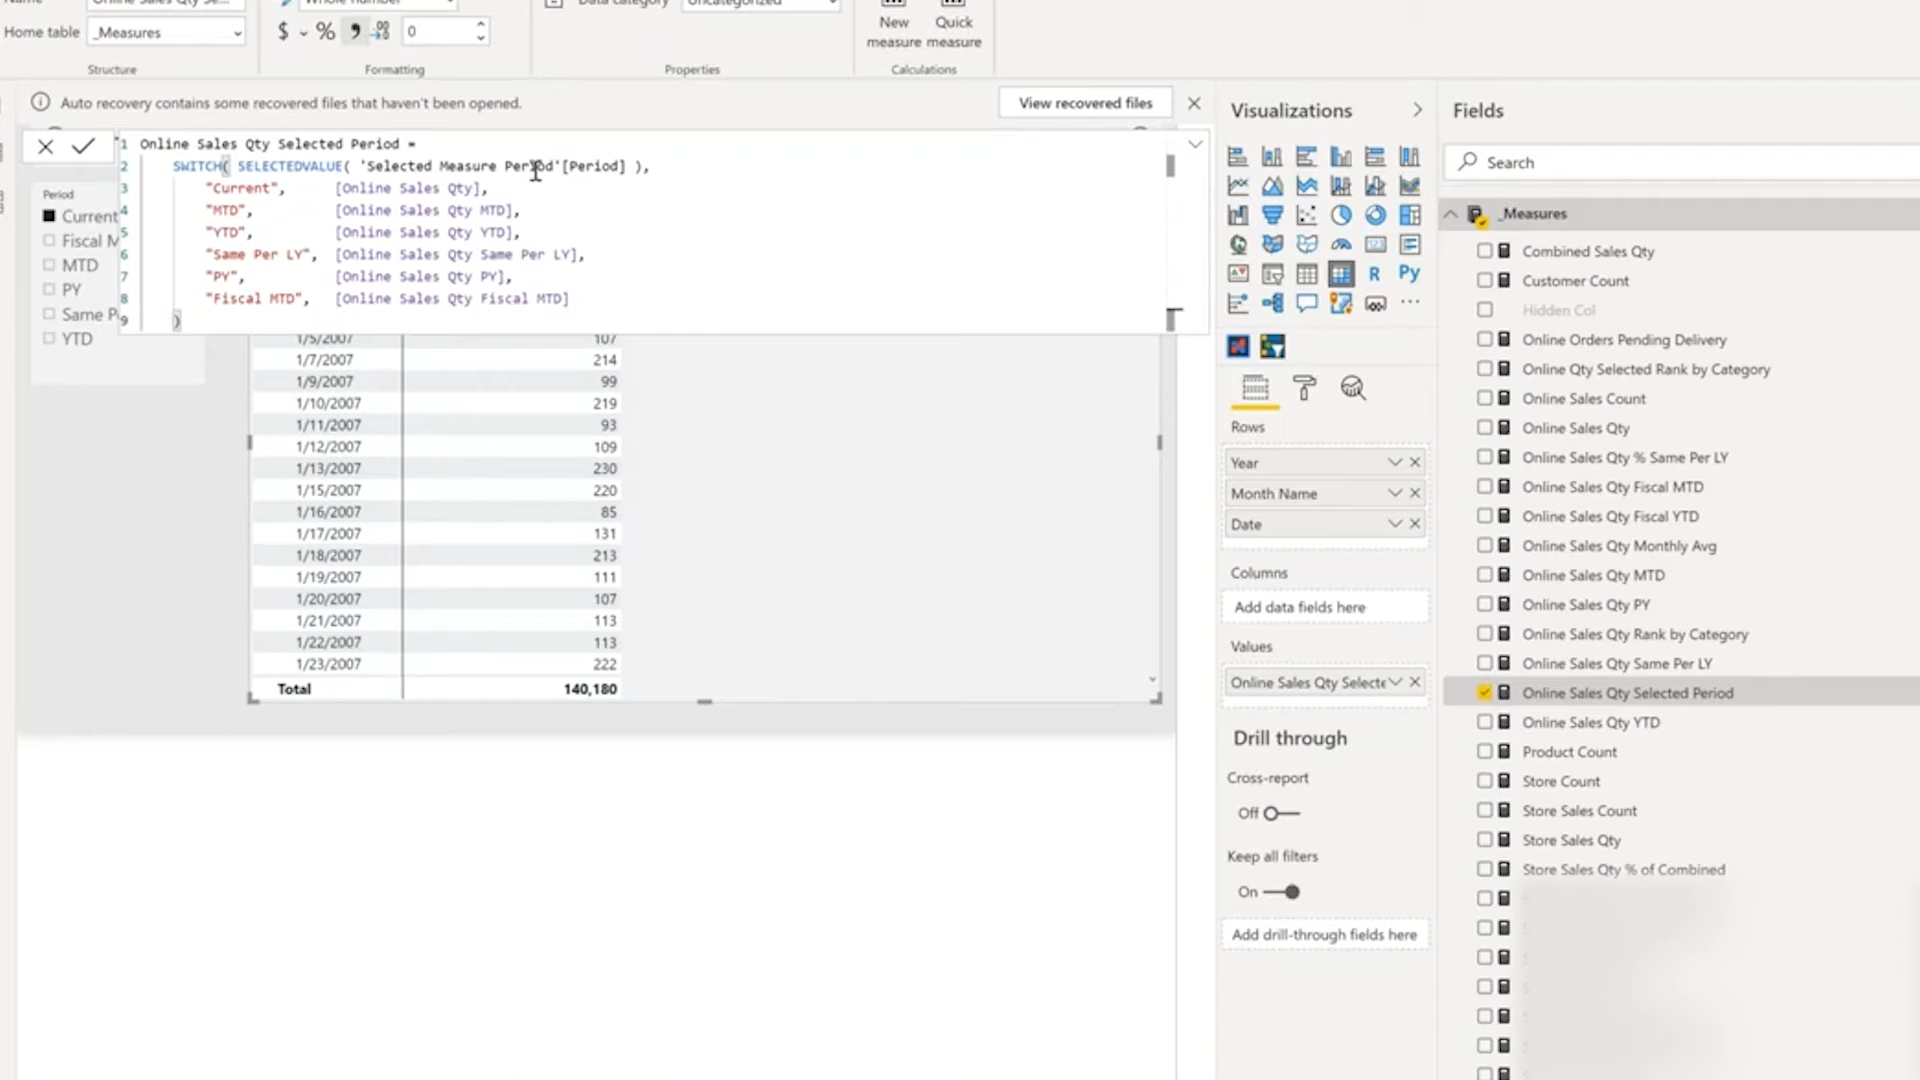 Online Sales Qty Se...
Whole number
Data category
Uncategorized
Home table
_Measures
$
%
0
New measure
Quick measure
Structure
Formatting
Properties
Calculations
Auto recovery contains some recovered files that haven't been opened.
View recovered files
1 Online Sales Qty Selected Period =
2 SWITCH( SELECTEDVALUE( 'Selected Measure Period'[Period] ),
3 "Current", [Online Sales Qty],
4 "MTD", [Online Sales Qty MTD],
5 "YTD", [Online Sales Qty YTD],
6 "Same Per LY", [Online Sales Qty Same Per LY],
7 "PY", [Online Sales Qty PY],
8 "Fiscal MTD", [Online Sales Qty Fiscal MTD]
9 )
Period
Current
Fiscal M
MTD
PY
Same P
YTD
1/5/2007 107
1/7/2007 214
1/9/2007 99
1/10/2007 219
1/11/2007 93
1/12/2007 109
1/13/2007 230
1/15/2007 220
1/16/2007 85
1/17/2007 131
1/18/2007 213
1/19/2007 111
1/20/2007 107
1/21/2007 113
1/22/2007 113
1/23/2007 222
Total 140,180
Visualizations
R
Py
Rows
Year
Month Name
Date
Columns
Add data fields here
Values
Online Sales Qty Selecte
Drill through
Cross-report
Off
Keep all filters
On
Add drill-through fields here
Fields
Search
_Measures
Combined Sales Qty
Customer Count
Hidden Col
Online Orders Pending Delivery
Online Qty Selected Rank by Category
Online Sales Count
Online Sales Qty
Online Sales Qty % Same Per LY
Online Sales Qty Fiscal MTD
Online Sales Qty Fiscal YTD
Online Sales Qty Monthly Avg
Online Sales Qty MTD
Online Sales Qty PY
Online Sales Qty Rank by Category
Online Sales Qty Same Per LY
Online Sales Qty Selected Period
Online Sales Qty YTD
Product Count
Store Count
Store Sales Count
Store Sales Qty
Store Sales Qty % of Combined